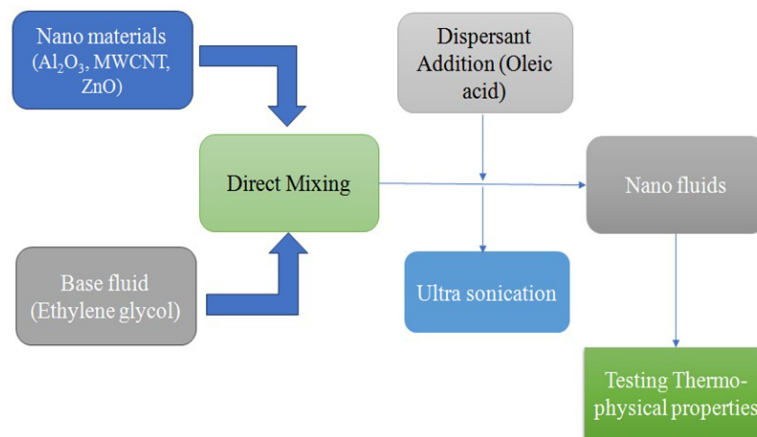 Nano materials
(Al₂O₃, MWCNT,
ZnO)
Dispersant
Addition (Oleic
acid)
Direct Mixing
Nano fluids
Base fluid
(Ethylene glycol)
Ultra sonication
Testing Thermo-
physical properties